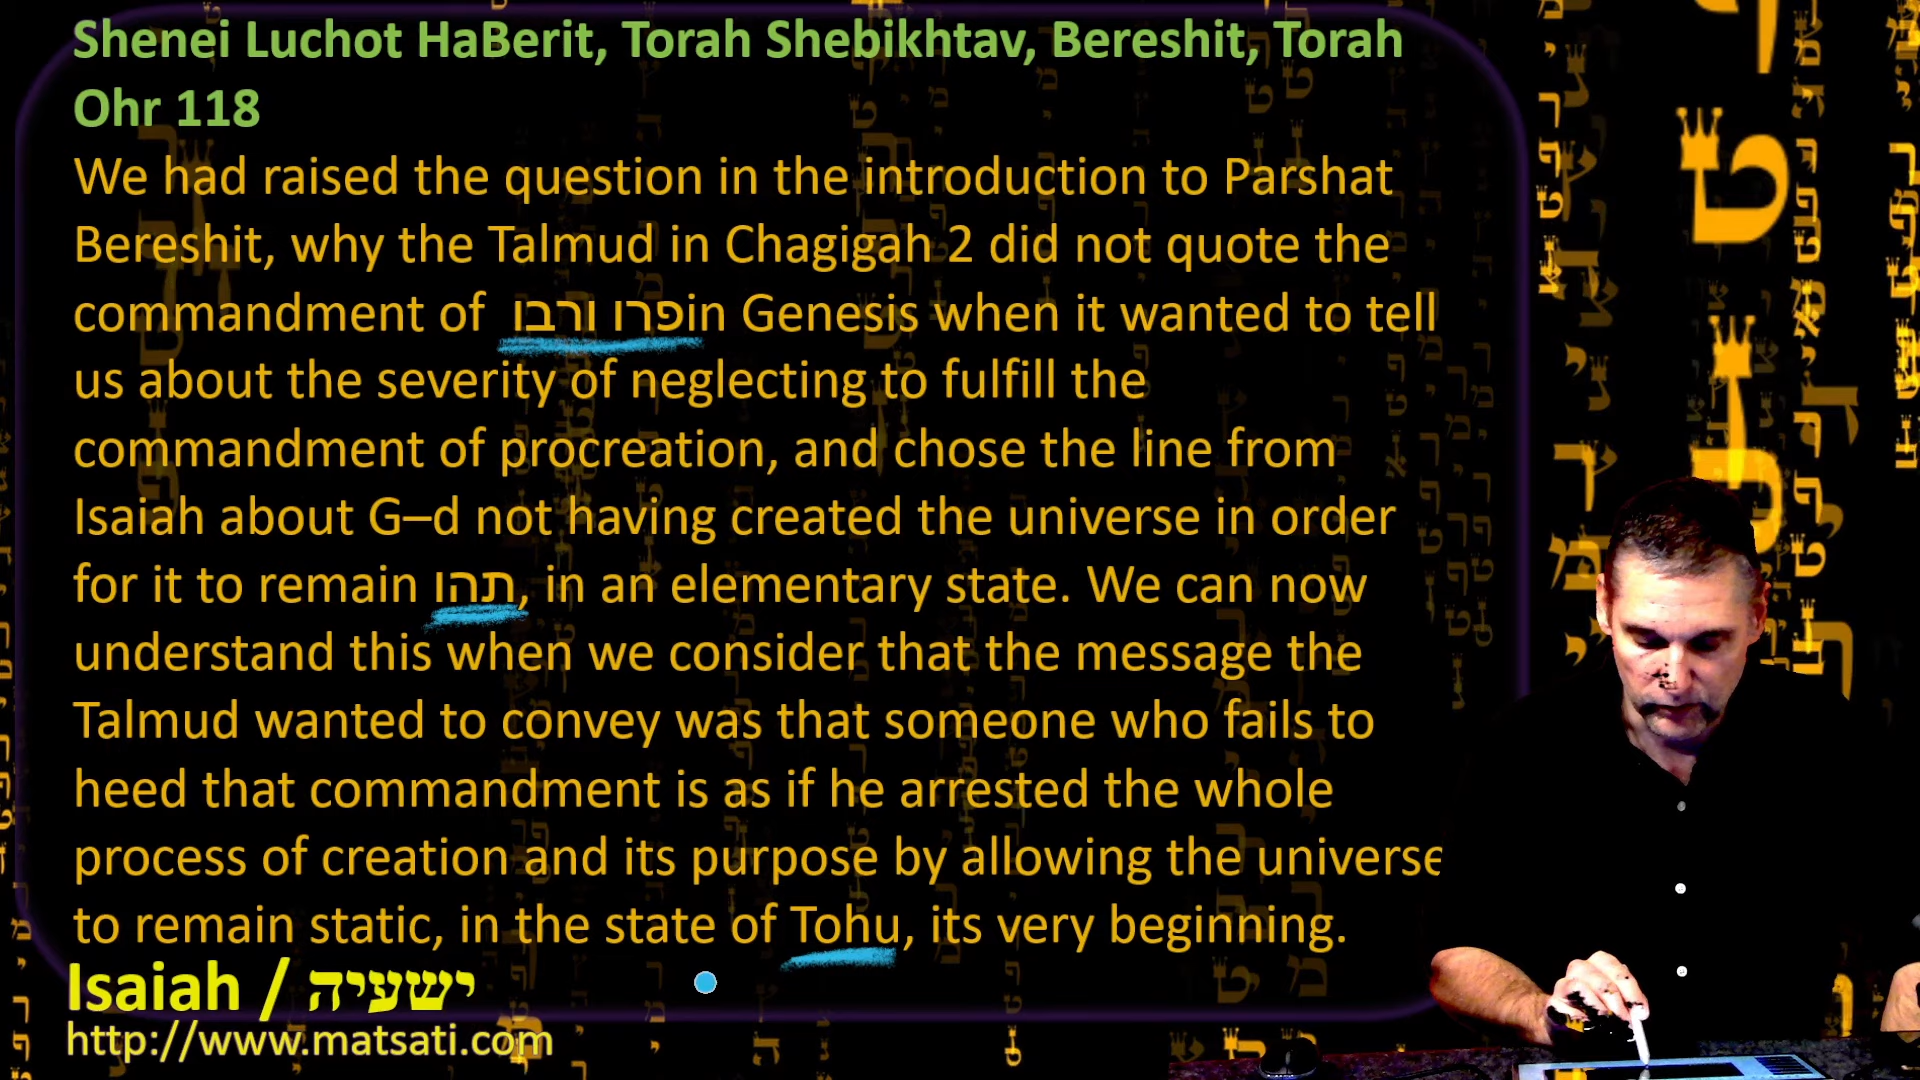 Shenei Luchot HaBerit, Torah Shebikhtav, Bereshit, Torah
Ohr 118
We had raised the question in the introduction to Parshat
Bereshit, why the Talmud in Chagigah 2 did not quote the
commandment of פרו ורבו in Genesis when it wanted to tell
us about the severity of neglecting to fulfill the
commandment of procreation, and chose the line from
Isaiah about G–d not having created the universe in order
for it to remain תהו, in an elementary state. We can now
understand this when we consider that the message the
Talmud wanted to convey was that someone who fails to
heed that commandment is as if he arrested the whole
process of creation and its purpose by allowing the universe
to remain static, in the state of Tohu, its very beginning.
Isaiah / ישעיה
http://www.matsati.com